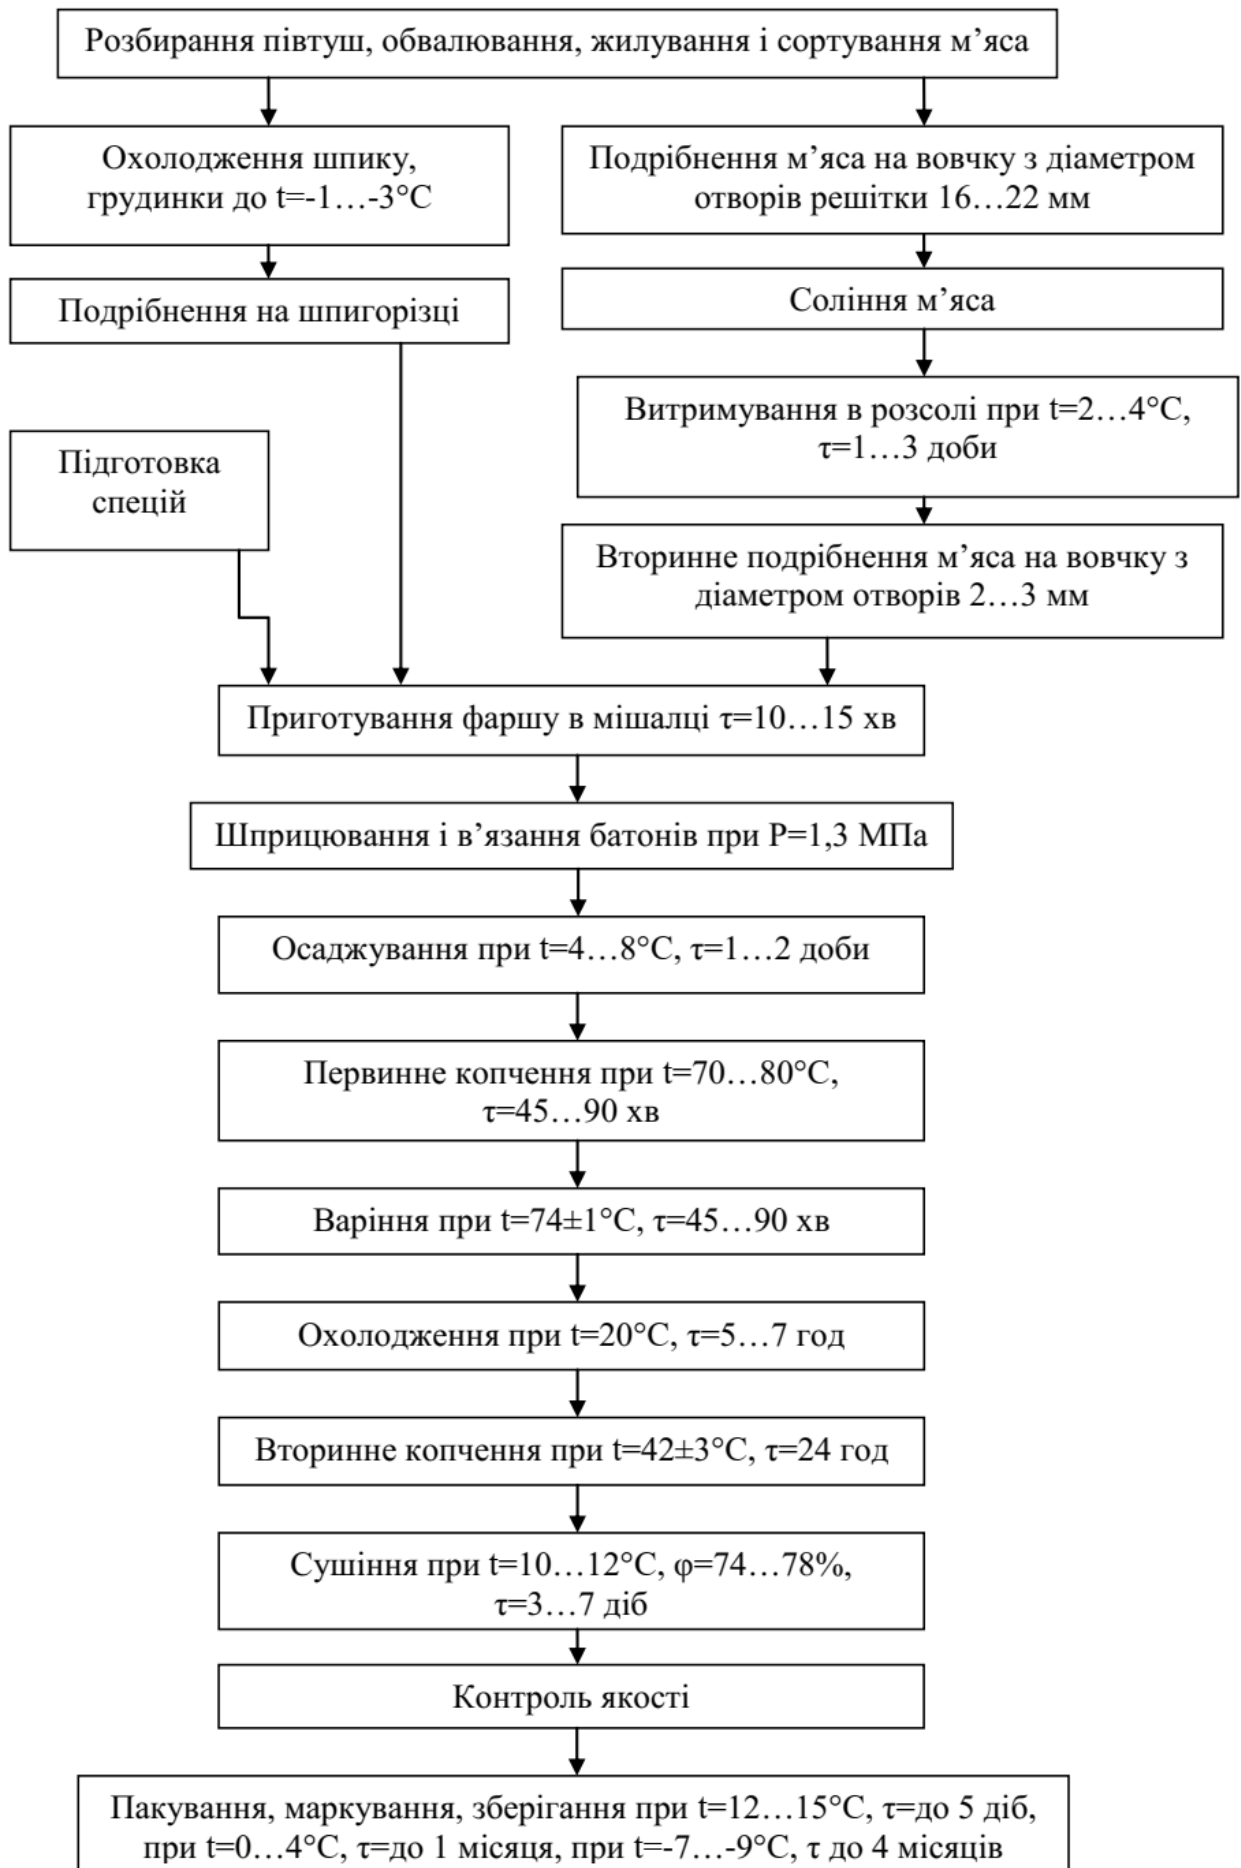 Розбирання півтуш, обвалювання, жилування і сортування м’яса
Охолодження шпику,
грудинки до t=-1…-3°С
Подрібнення на шпигорізці
Подрібнення м’яса на вовчку з діаметром
отворів решітки 16…22 мм
Соління м’яса
Витримування в розсолі при t=2…4°С,
τ=1…3 доби
Вторинне подрібнення м’яса на вовчку з
діаметром отворів 2…3 мм
Підготовка
спецій
Приготування фаршу в мішалці τ=10…15 хв
Шприцювання і в’язання батонів при Р=1,3 МПа
Осаджування при t=4…8°С, τ=1…2 доби
Первинне копчення при t=70…80°С,
τ=45…90 хв
Варіння при t=74±1°С, τ=45…90 хв
Охолодження при t=20°С, τ=5…7 год
Вторинне копчення при t=42±3°С, τ=24 год
Сушіння при t=10…12°С, φ=74…78%,
τ=3…7 діб
Контроль якості
Пакування, маркування, зберігання при t=12…15°С, τ=до 5 діб,
при t=0…4°С, τ=до 1 місяця, при t=-7…-9°С, τ до 4 місяців